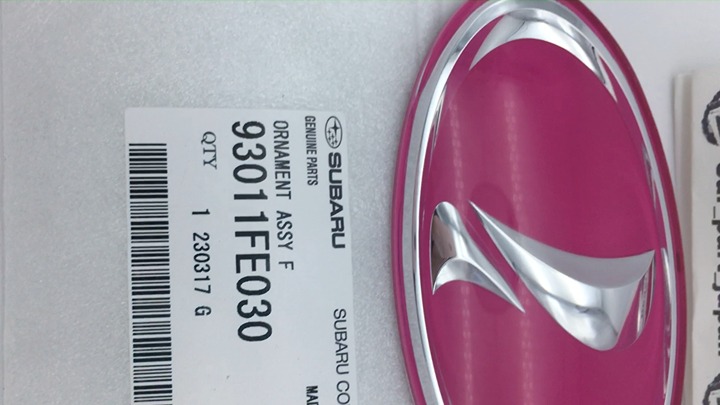 SUBARU
GENUINE PARTS
ORNAMENT ASSY F
93011FE030
QTY 1 230317 G
SUBARU CO